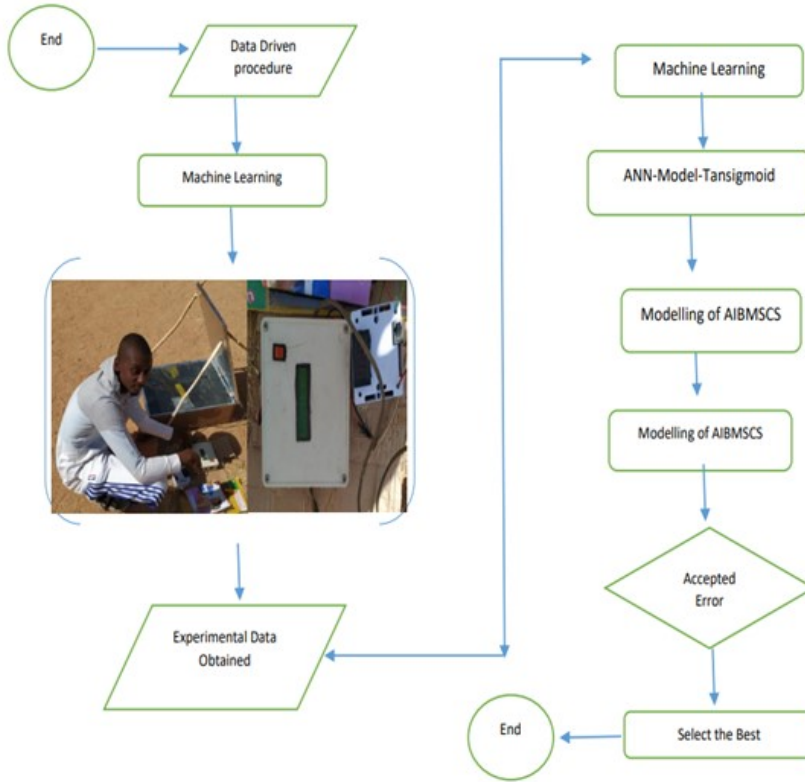 End
Data Driven
procedure
Machine Learning
Experimental Data
Obtained
Machine Learning
ANN-Model-Tansigmoid
Modelling of AIBMSCS
Modelling of AIBMSCS
Accepted
Error
Select the Best
End